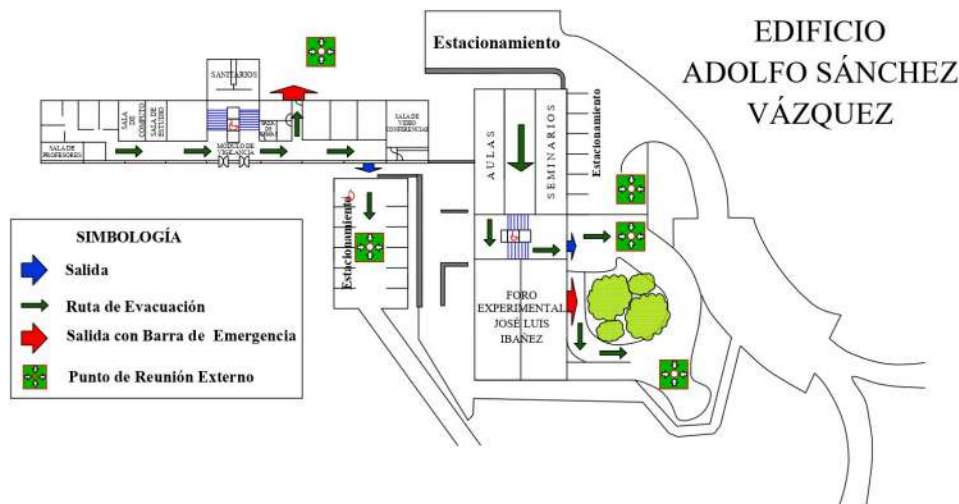 EDIFICIO
ADOLFO SÁNCHEZ
VÁZQUEZ
Estacionamiento
SANITARIOS
SALA
DE
CÓMPUTO
SALA DE
ESTUDIO
SALA DE
VIDEO
CONFERENCIAS
SALA DE
PROFESORES
MÓDULO DE
VIGILANCIA
AULAS
SEMINARIOS
Estacionamiento
Estacionamiento
FORO
EXPERIMENTAL
JOSÉ LUIS
IBAÑEZ
SIMBOLOGÍA
Salida
Ruta de Evacuación
Salida con Barra de Emergencia
Punto de Reunión Externo